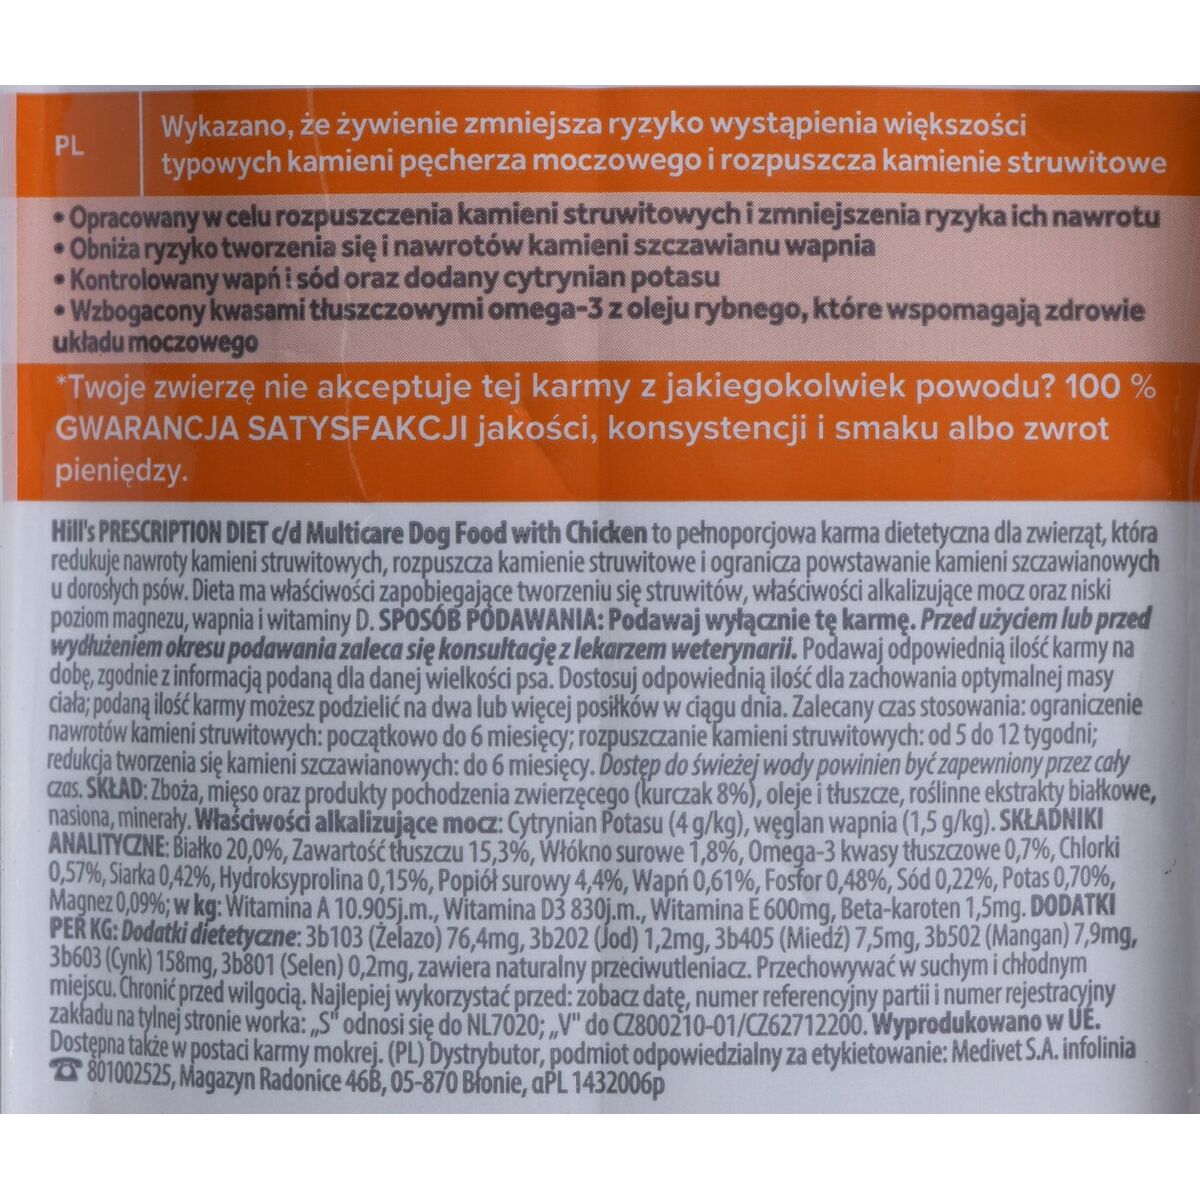 PL
Wykazano, że żywienie zmniejsza ryzyko wystąpienia większości
typowych kamieni pęcherza moczowego i rozpuszcza kamienie struwitowe
• Opracowany w celu rozpuszczenia kamieni struwitowych i zmniejszenia ryzyka ich nawrotu
• Obniża ryzyko tworzenia się i nawrotów kamieni szczawianu wapnia
• Kontrolowany wapń i sód oraz dodany cytrynian potasu
• Wzbogacony kwasami tłuszczowymi omega-3 z oleju rybnego, które wspomagają zdrowie
układu moczowego
*Twoje zwierzę nie akceptuje tej karmy z jakiegokolwiek powodu? 100 %
GWARANCJA SATYSFAKCJI jakości, konsystencji i smaku albo zwrot
pieniędzy.
Hill's PRESCRIPTION DIET c/d Multicare Dog Food with Chicken to pełnoporcjowa karma dietetyczna dla zwierząt, która
redukuje nawroty kamieni struwitowych, rozpuszcza kamienie struwitowe i ogranicza powstawanie kamieni szczawianowych
u dorosłych psów. Dieta ma właściwości zapobiegające tworzeniu się struwitów, właściwości alkalizujące mocz oraz niski
poziom magnezu, wapnia i witaminy D. SPOSÓB PODAWANIA: Podawaj wyłącznie tę karmę. Przed użyciem lub przed
wydłużeniem okresu podawania zaleca się konsultację z lekarzem weterynarii. Podawaj odpowiednią ilość karmy na
dobę, zgodnie z informacją podaną dla danej wielkości psa. Dostosuj odpowiednią ilość dla zachowania optymalnej masy
ciała; podaną ilość karmy możesz podzielić na dwa lub więcej posiłków w ciągu dnia. Zalecany czas stosowania: ograniczenie
nawrotów kamieni struwitowych: początkowo do 6 miesięcy; rozpuszczanie kamieni struwitowych: od 5 do 12 tygodni;
redukcja tworzenia się kamieni szczawianowych: do 6 miesięcy. Dostęp do świeżej wody powinien być zapewniony przez cały
czas. SKŁAD: Zboża, mięso oraz produkty pochodzenia zwierzęcego (kurczak 8%), oleje i tłuszcze, roślinne ekstrakty białkowe,
nasiona, minerały. Właściwości alkalizujące mocz: Cytrynian Potasu (4 g/kg), węglan wapnia (1,5 g/kg). SKŁADNIKI
ANALITYCZNE: Białko 20,0%, Zawartość tłuszczu 15,3%, Włókno surowe 1,8%, Omega-3 kwasy tłuszczowe 0,7%, Chlorki
0,57%, Siarka 0,42%, Hydroksyprolina 0,15%, Popiół surowy 4,4%, Wapń 0,61%, Fosfor 0,48%, Sód 0,22%, Potas 0,70%,
Magnez 0,09%; w kg: Witamina A 10.905j.m., Witamina D3 830j.m., Witamina E 600mg, Beta-karoten 1,5mg. DODATKI
PER KG: Dodatki dietetyczne: 3b103 (Żelazo) 76,4mg, 3b202 (Jod) 1,2mg, 3b405 (Miedź) 7,5mg, 3b502 (Mangan) 7,9mg,
3b603 (Cynk) 158mg, 3b801 (Selen) 0,2mg, zawiera naturalny przeciwutleniacz. Przechowywać w suchym i chłodnym
miejscu. Chronić przed wilgocią. Najlepiej wykorzystać przed: zobacz datę, numer referencyjny partii i numer rejestracyjny
zakładu na tylnej stronie worka: „S" odnosi się do NL7020; „V" do CZ800210-01/CZ62712200. Wyprodukowano w UE.
Dostępna także w postaci karmy mokrej. (PL) Dystrybutor, podmiot odpowiedzialny za etykietowanie: Medivet S.A. infolinia
☎ 801002525, Magazyn Radonice 46B, 05-870 Błonie, αPL 1432006p